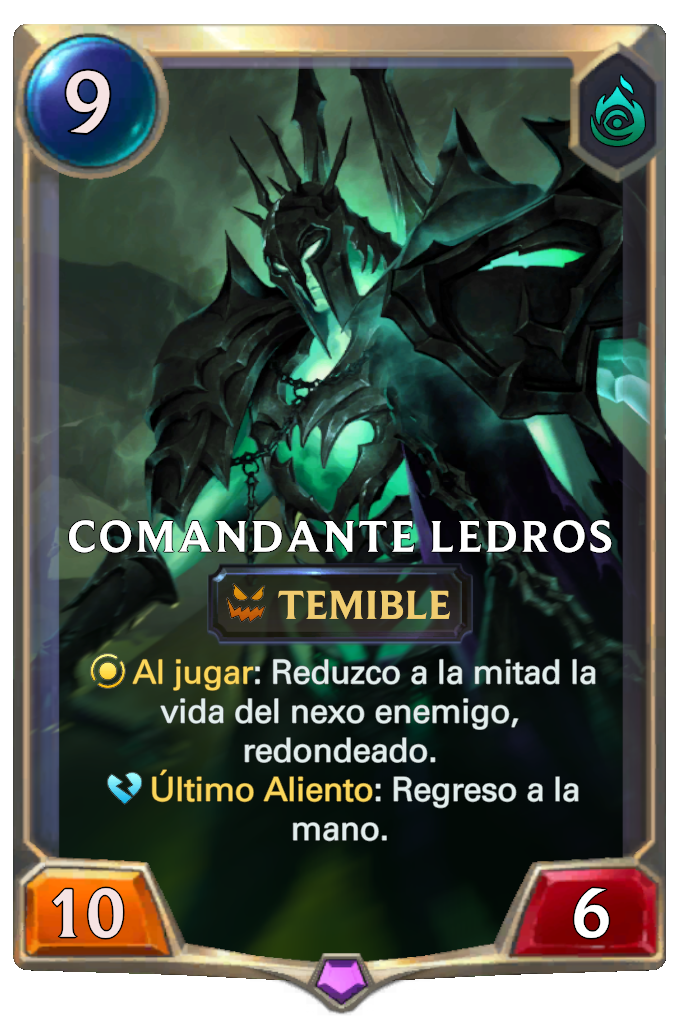 9
COMANDANTE LEDROS
TEMIBLE
Al jugar: Reduzco a la mitad la
vida del nexo enemigo,
redondeado.
Último Aliento: Regreso a la
mano.
10
6